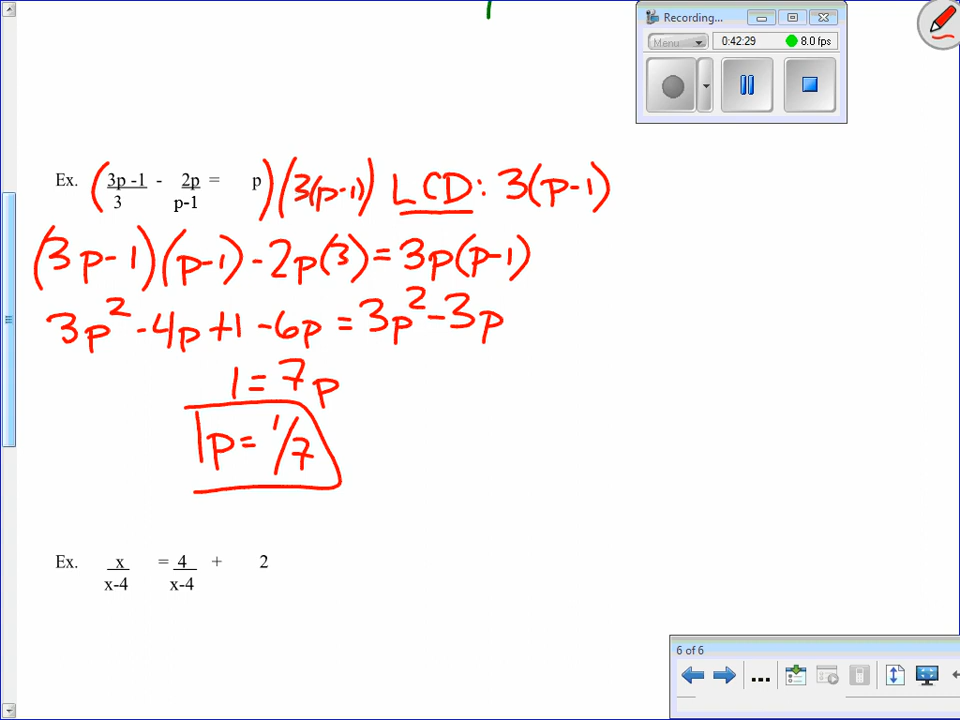 Recording...
Menu
0:42:29
8.0 fps
Ex. (3p -1 - 2p = p)(3(p-1) LCD: 3(p-1)
3 p-1
(3p-1)(p-1)-2p(3)=3p(p-1)
3p²-4p+1-6p=3p²-3p
1=7p
p=1/7
Ex. x = 4 + 2
x-4 x-4
6 of 6
...